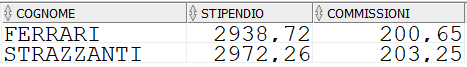 COGNOME STIPENDIO COMMISSIONI
FERRARI 2938,72 200,65
STRAZZANTI 2972,26 203,25